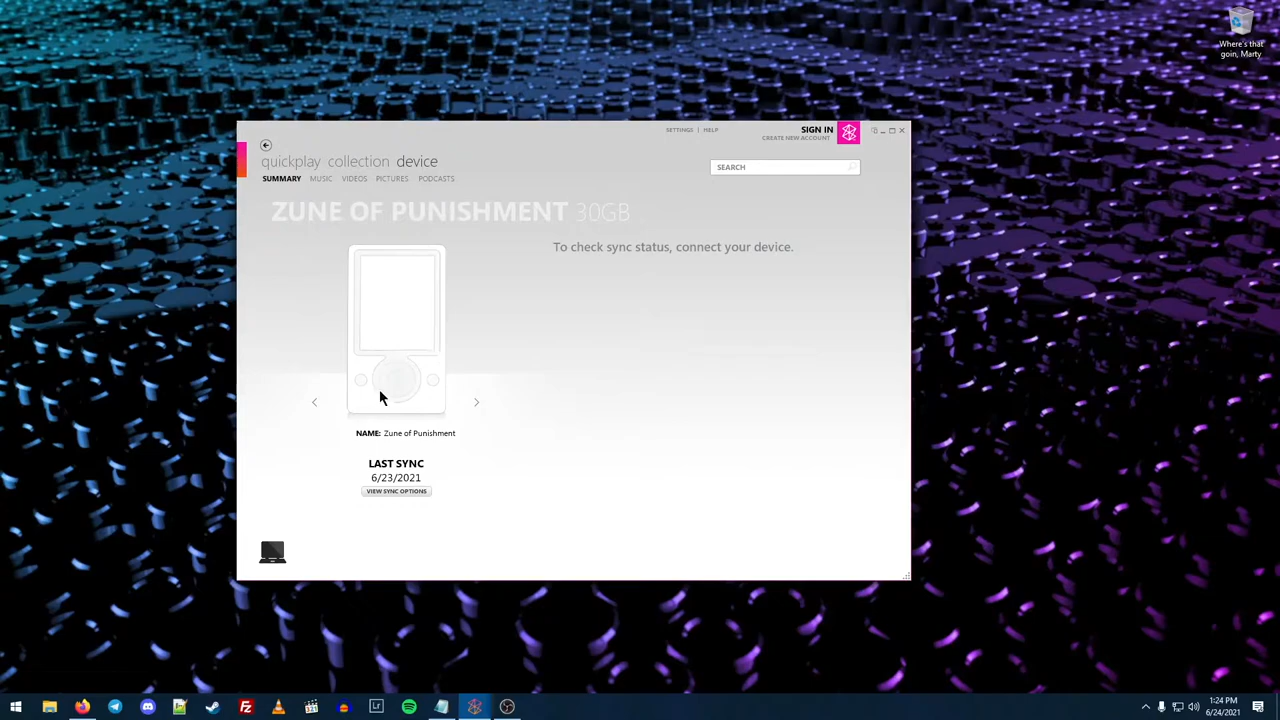 Where's that
goin, Marty
SETTINGS | HELP
SIGN IN
CREATE NEW ACCOUNT
quickplay collection device
SEARCH
SUMMARY MUSIC VIDEOS PICTURES PODCASTS
ZUNE OF PUNISHMENT 30GB
To check sync status, connect your device.
NAME: Zune of Punishment
LAST SYNC
6/23/2021
VIEW SYNC OPTIONS
Lr
1:24 PM
6/24/2021